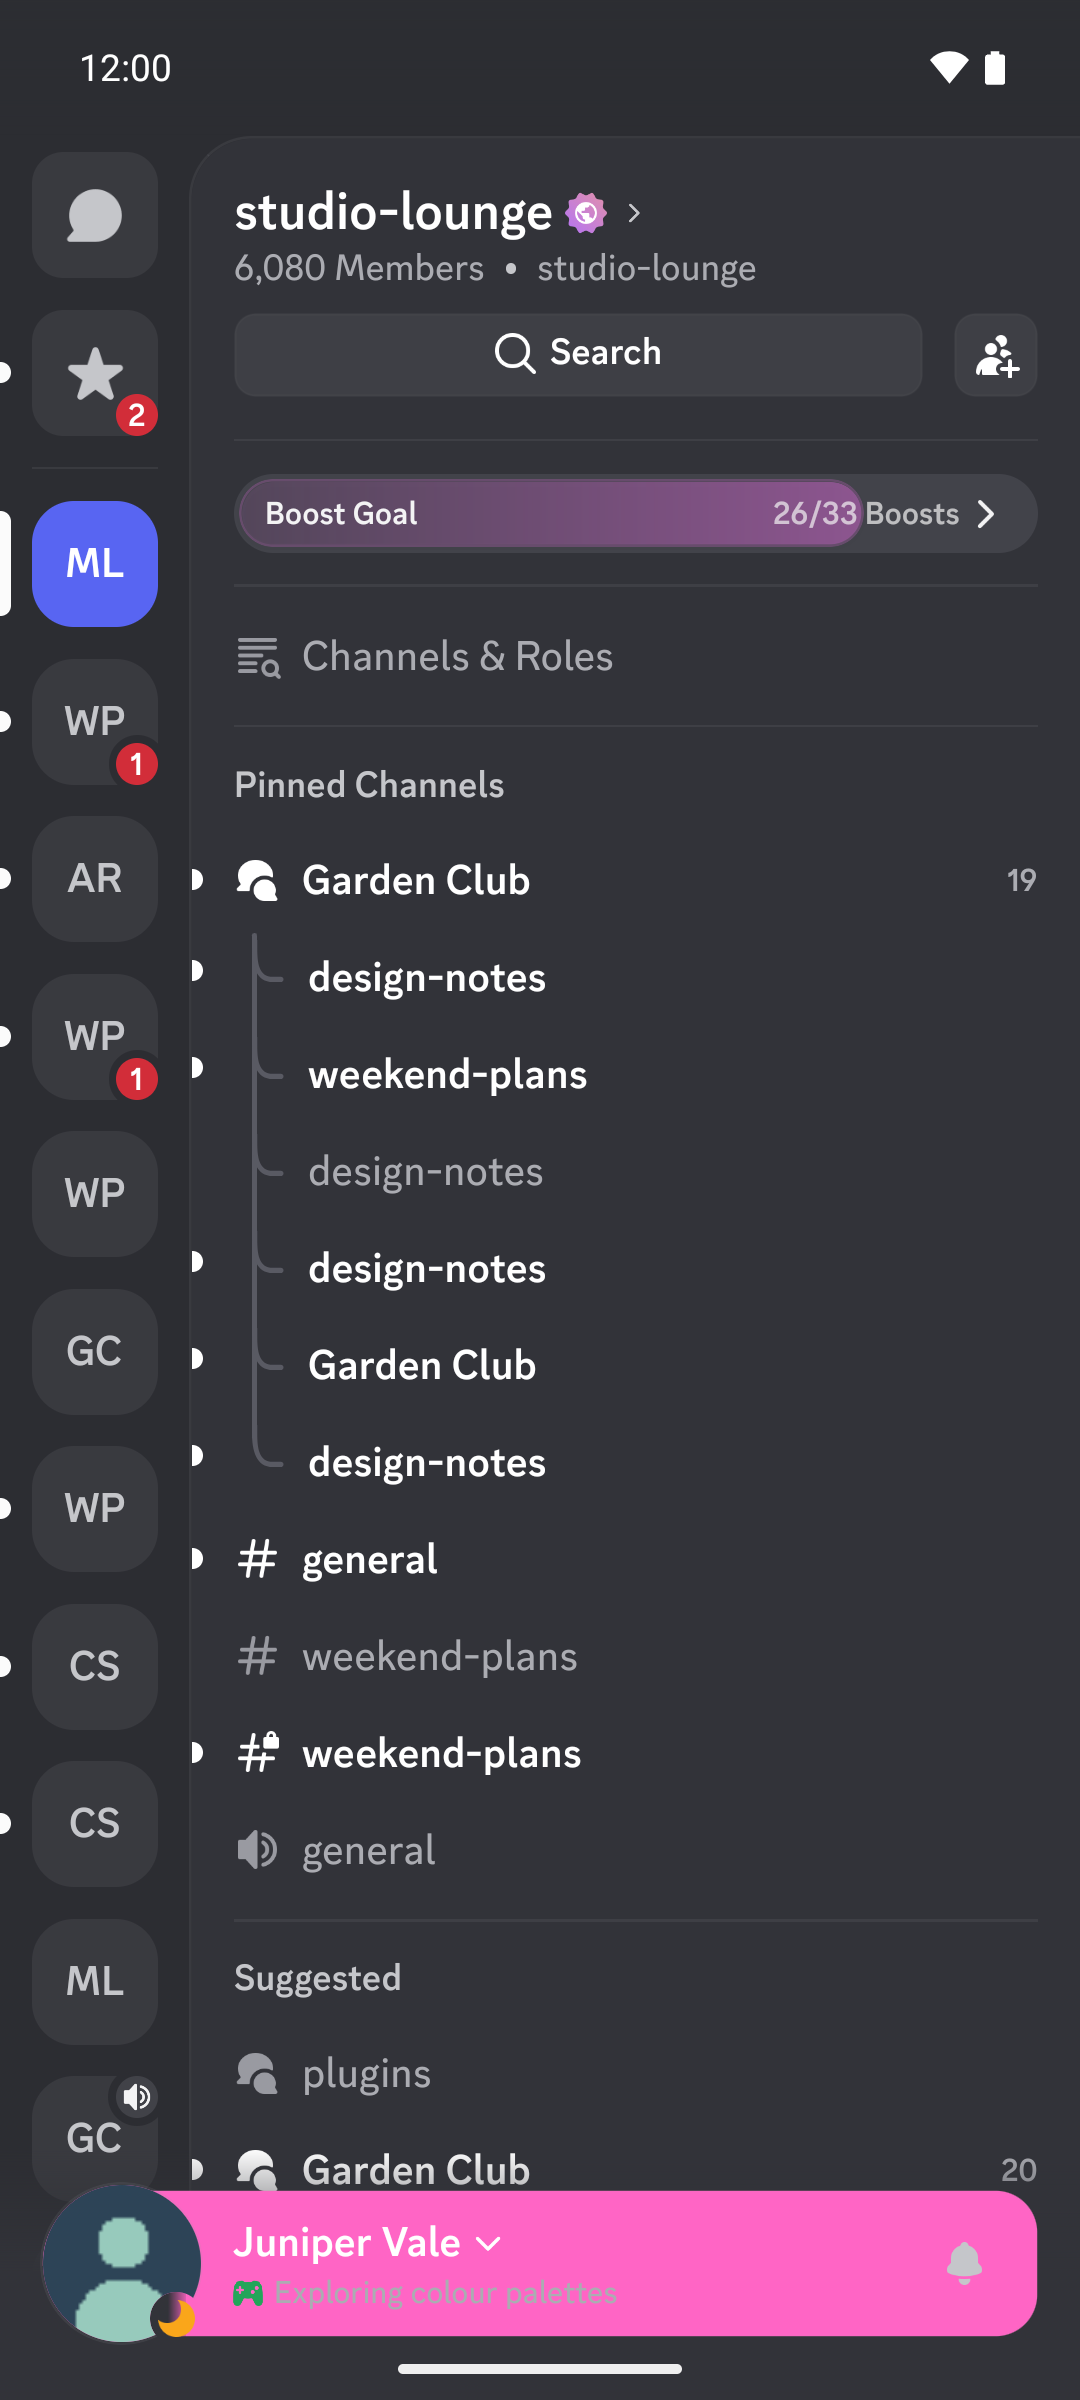 12:00
2
ML
WP
1
AR
WP
1
WP
GC
WP
CS
CS
ML
GC
studio-lounge
6,080 Members • studio-lounge
Search
Boost Goal 26/33 Boosts
Channels & Roles
Pinned Channels
Garden Club 19
design-notes
weekend-plans
design-notes
design-notes
Garden Club
design-notes
general
weekend-plans
weekend-plans
general
Suggested
plugins
Garden Club 20
Juniper Vale
Exploring colour palettes